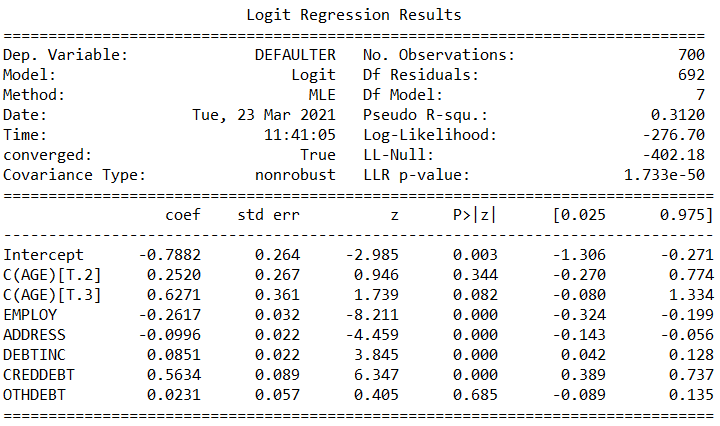 Logit Regression Results
==============================================================================
Dep. Variable: DEFAULTER No. Observations: 700
Model: Logit Df Residuals: 692
Method: MLE Df Model: 7
Date: Tue, 23 Mar 2021 Pseudo R-squ.: 0.3120
Time: 11:41:05 Log-Likelihood: -276.70
converged: True LL-Null: -402.18
Covariance Type: nonrobust LLR p-value: 1.733e-50
===============================================================================
coef std err z P>|z| [0.025 0.975]
-------------------------------------------------------------------------------
Intercept -0.7882 0.264 -2.985 0.003 -1.306 -0.271
C(AGE)[T.2] 0.2520 0.267 0.946 0.344 -0.270 0.774
C(AGE)[T.3] 0.6271 0.361 1.739 0.082 -0.080 1.334
EMPLOY -0.2617 0.032 -8.211 0.000 -0.324 -0.199
ADDRESS -0.0996 0.022 -4.459 0.000 -0.143 -0.056
DEBTINC 0.0851 0.022 3.845 0.000 0.042 0.128
CREDDEBT 0.5634 0.089 6.347 0.000 0.389 0.737
OTHDEBT 0.0231 0.057 0.405 0.685 -0.089 0.135
===============================================================================